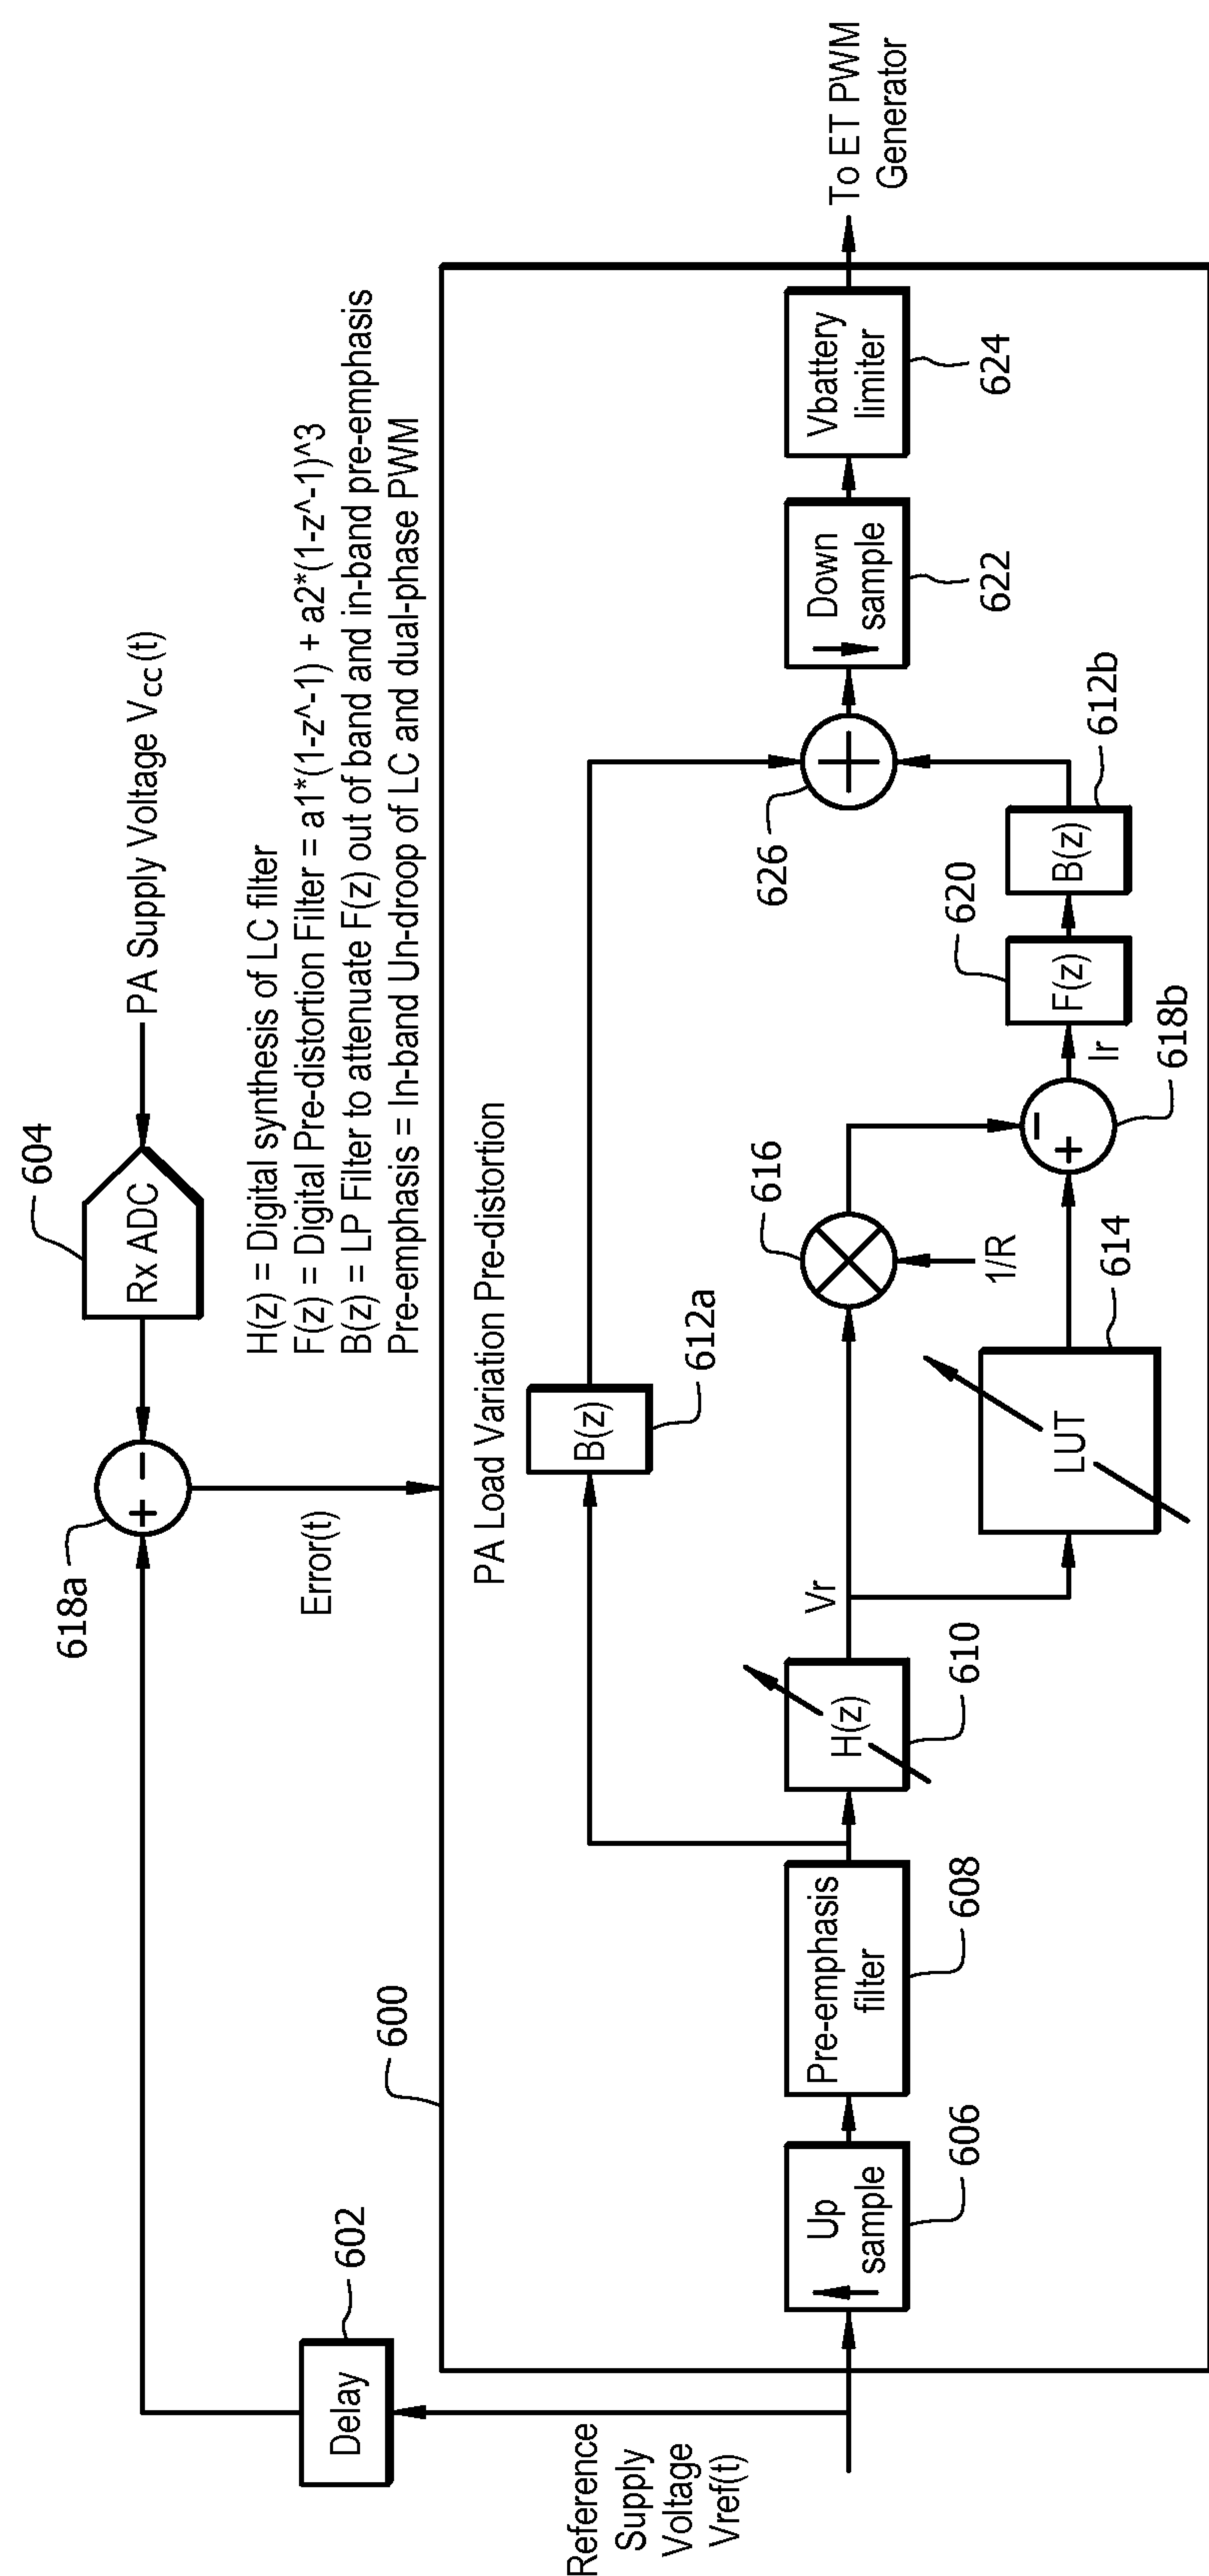 PA Supply Voltage Vcc(t)
604
Rx ADC
618a
+
−
Error(t)
602
Delay
Reference
Supply
Voltage
Vref(t)
H(z) = Digital synthesis of LC filter
F(z) = Digital Pre-distortion Filter = a1*(1-z^-1) + a2*(1-z^-1)^3
B(z) = LP Filter to attenuate F(z) out of band and in-band pre-emphasis
Pre-emphasis = In-band Un-droop of LC and dual-phase PWM
600
PA Load Variation Pre-distortion
B(z)
612a
Up
sample
606
Pre-emphasis
filter
608
H(z)
610
Vr
616
1/R
LUT
614
+
−
618b
Ir
F(z)
620
B(z)
612b
+
626
Down
sample
622
Vbattery
limiter
624
To ET PWM
Generator